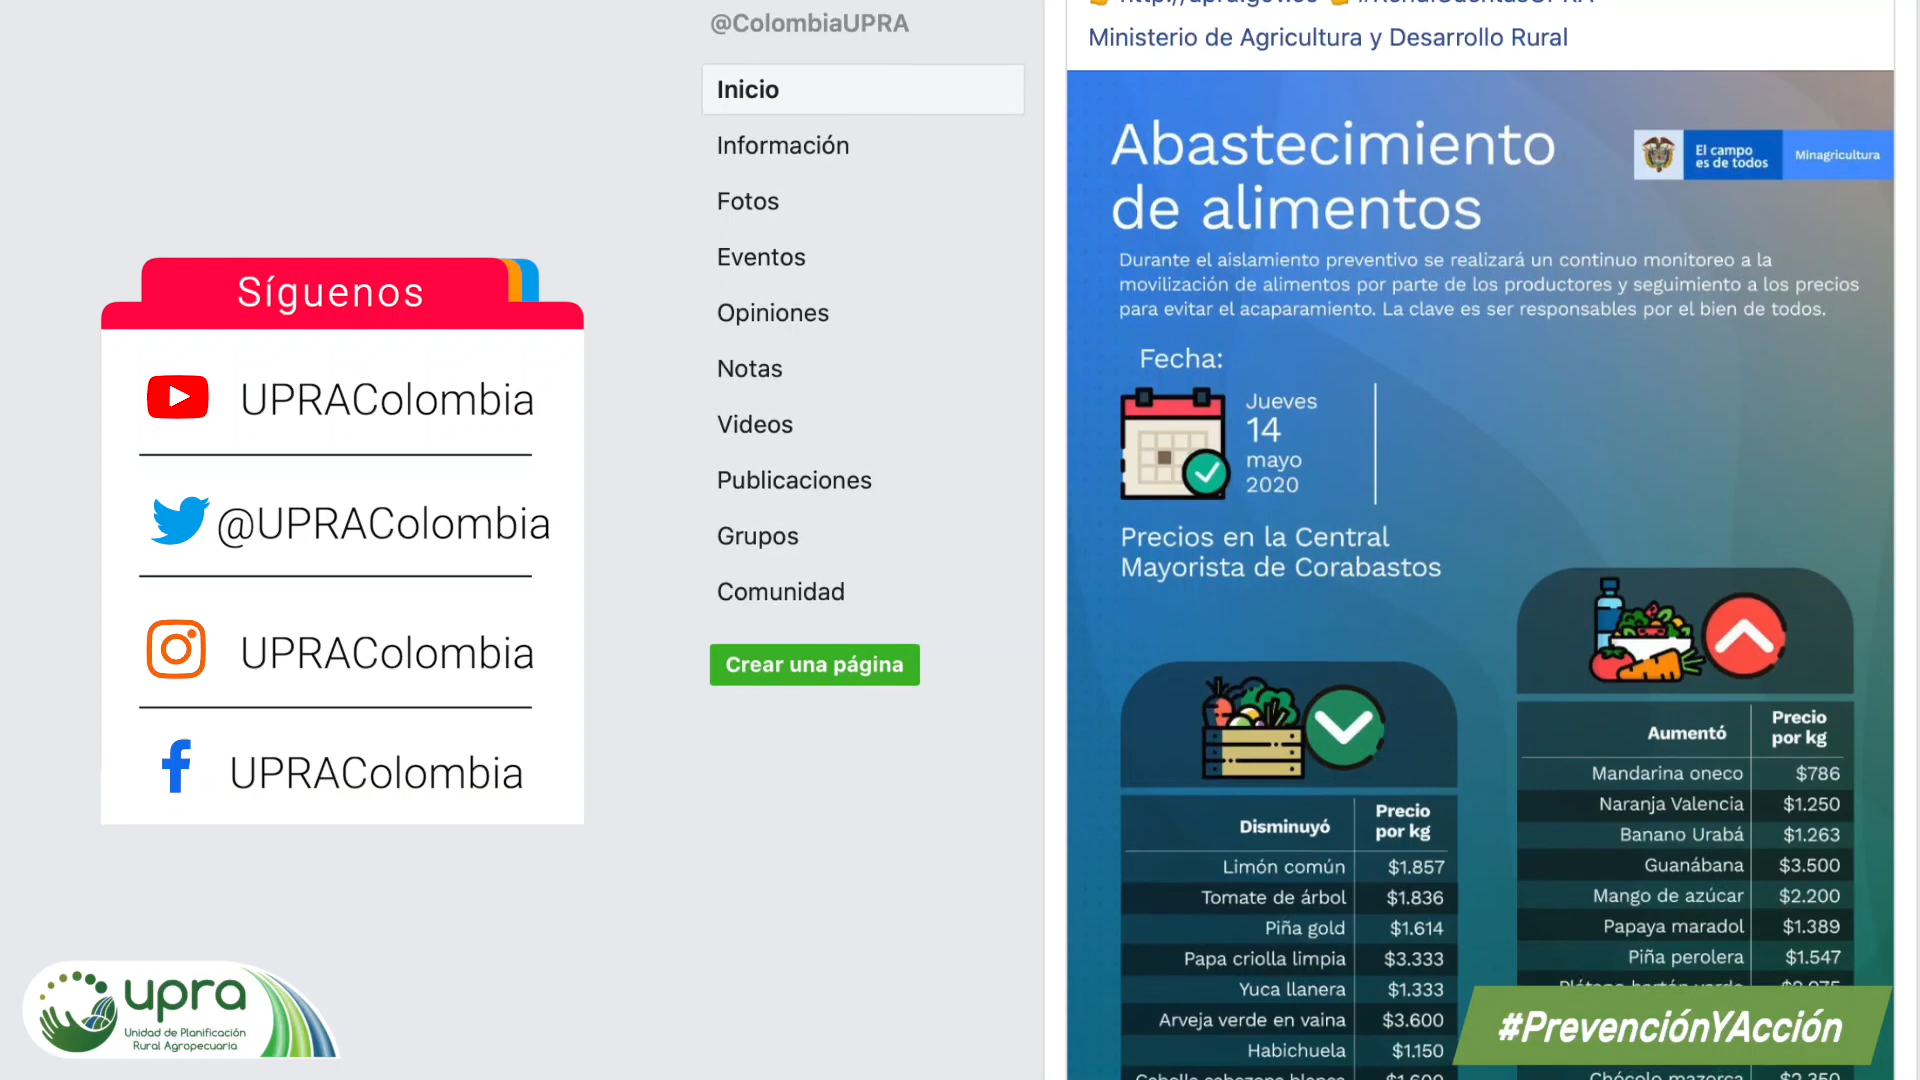 Síguenos
UPRAColombia
@UPRAColombia
UPRAColombia
UPRAColombia
upra
Unidad de Planificación
Rural Agropecuaria
@ColombiaUPRA
Inicio
Información
Fotos
Eventos
Opiniones
Notas
Videos
Publicaciones
Grupos
Comunidad
Crear una página
Ministerio de Agricultura y Desarrollo Rural
Abastecimiento
de alimentos
El campo
es de todos
Minagricultura
Durante el aislamiento preventivo se realizará un continuo monitoreo a la
movilización de alimentos por parte de los productores y seguimiento a los precios
para evitar el acaparamiento. La clave es ser responsables por el bien de todos.
Fecha:
Jueves
14
mayo
2020
Precios en la Central
Mayorista de Corabastos
Disminuyó Precio por kg
Limón común $1.857
Tomate de árbol $1.836
Piña gold $1.614
Papa criolla limpia $3.333
Yuca llanera $1.333
Arveja verde en vaina $3.600
Habichuela $1.150
Aumentó Precio por kg
Mandarina oneco $786
Naranja Valencia $1.250
Banano Urabá $1.263
Guanábana $3.500
Mango de azúcar $2.200
Papaya maradol $1.389
Piña perolera $1.547
#PrevenciónYAcción